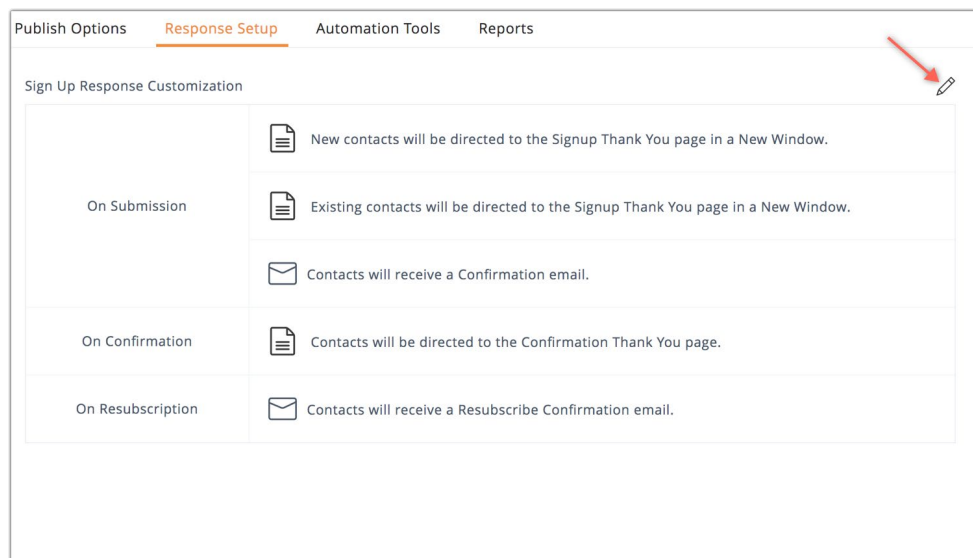 Publish Options Response Setup Automation Tools Reports
Sign Up Response Customization
On Submission
New contacts will be directed to the Signup Thank You page in a New Window.
Existing contacts will be directed to the Signup Thank You page in a New Window.
Contacts will receive a Confirmation email.
On Confirmation
Contacts will be directed to the Confirmation Thank You page.
On Resubscription
Contacts will receive a Resubscribe Confirmation email.